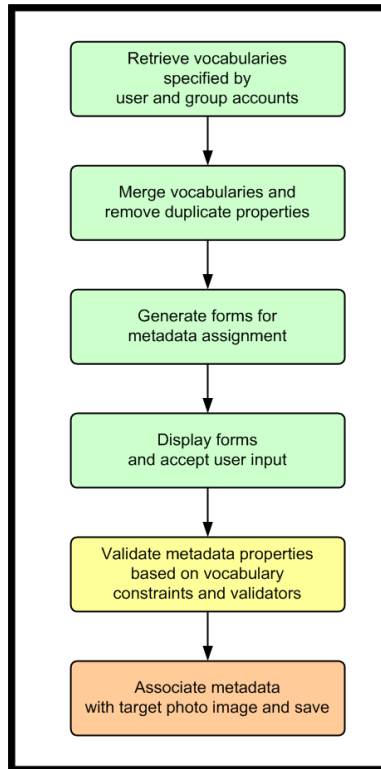 Retrieve vocabularies
specified by
user and group accounts
Merge vocabularies and
remove duplicate properties
Generate forms for
metadata assignment
Display forms
and accept user input
Validate metadata properties
based on vocabulary
constraints and validators
Associate metadata
with target photo image and save